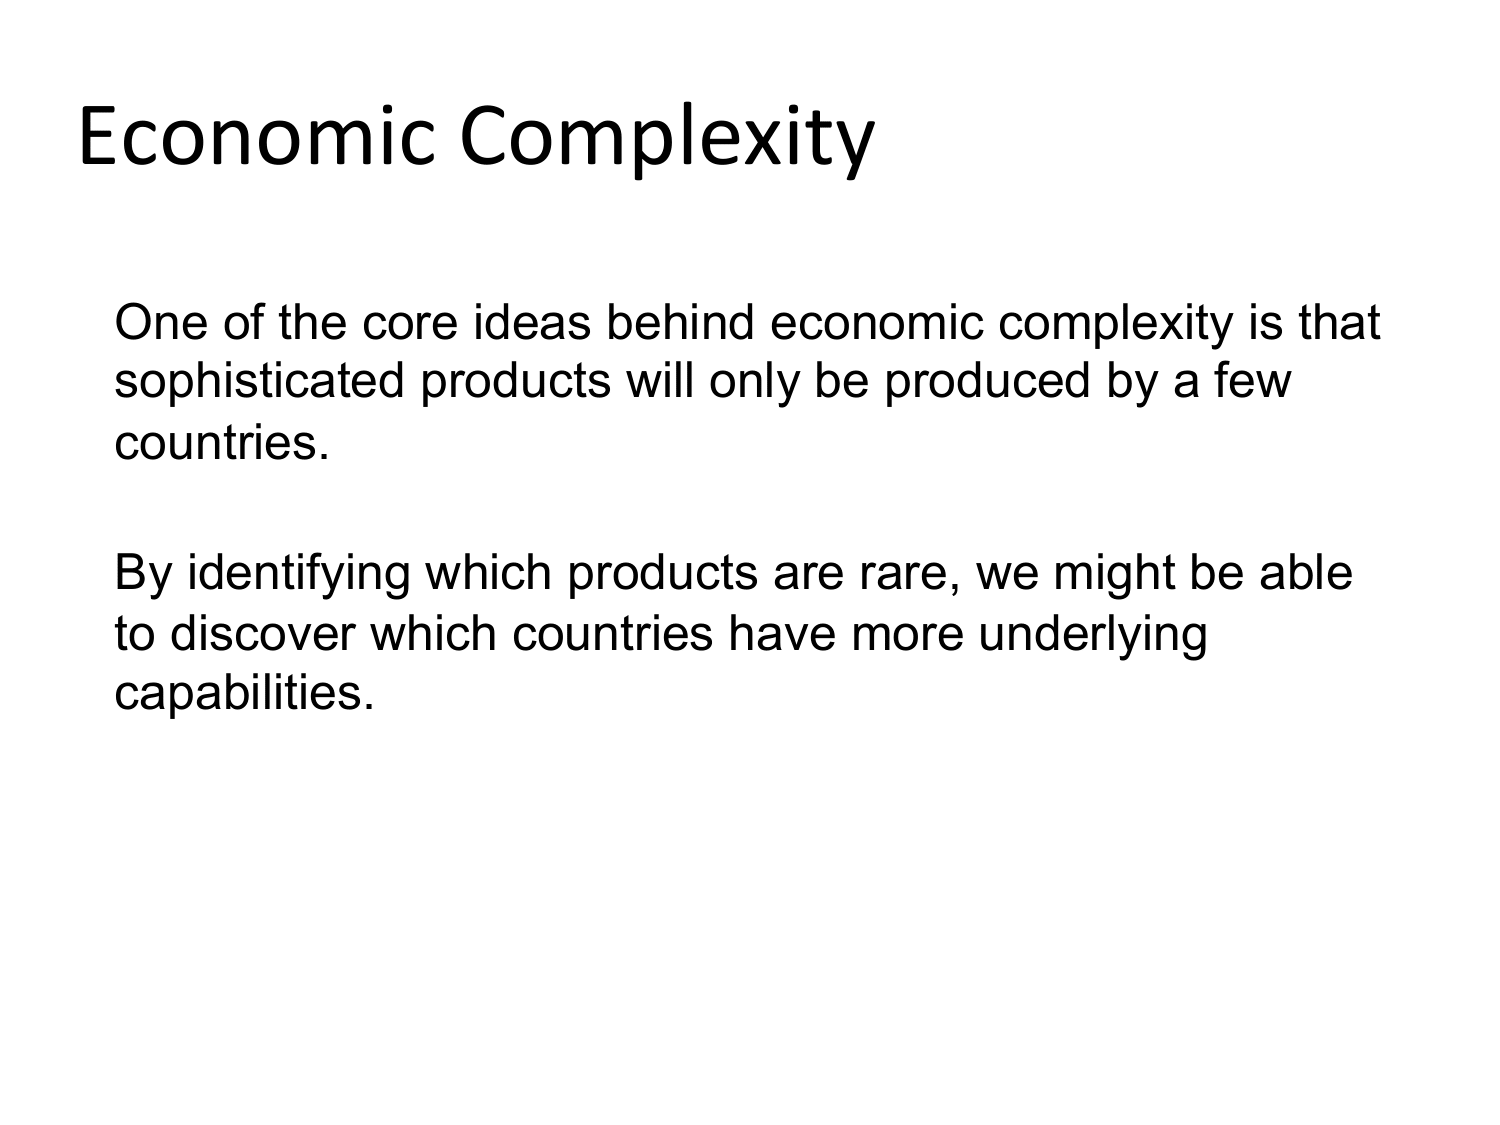 Economic Complexity
One of the core ideas behind economic complexity is that
sophisticated products will only be produced by a few
countries.
By identifying which products are rare, we might be able
to discover which countries have more underlying
capabilities.